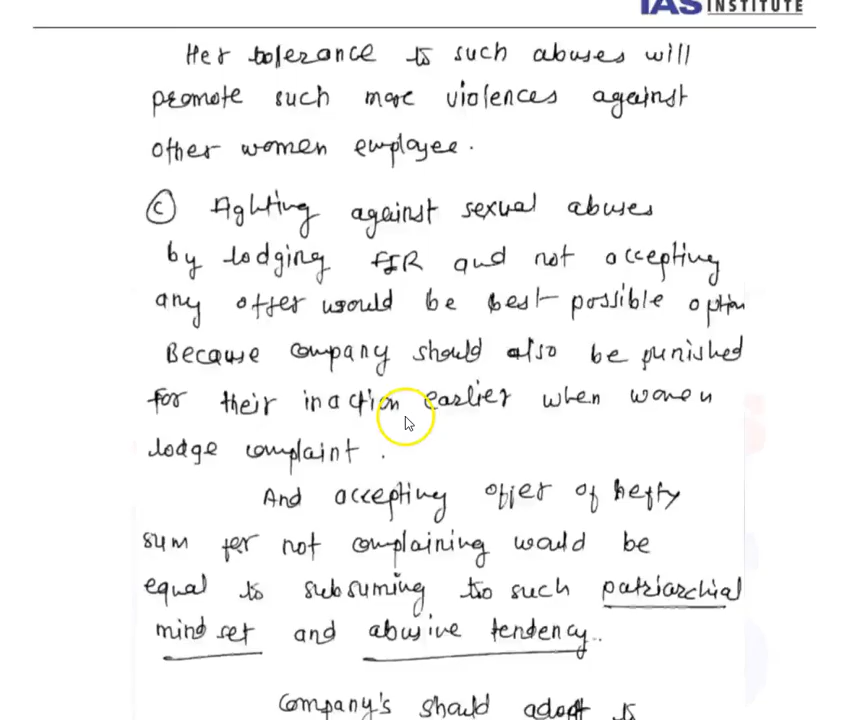 IAS INSTITUTE
Her tolerance to such abuses will
promote such more violences against
other women employee.
(c) Fighting against sexual abuses
by lodging FIR and not accepting
any offer would be best possible option
Because company should also be punished
for their inaction earlier when women
lodge complaint.
And accepting offer of hefty
sum for not complaining would be
equal to subsuming to such patriarchial
mind set and abusive tendency.
Company's should adopt to